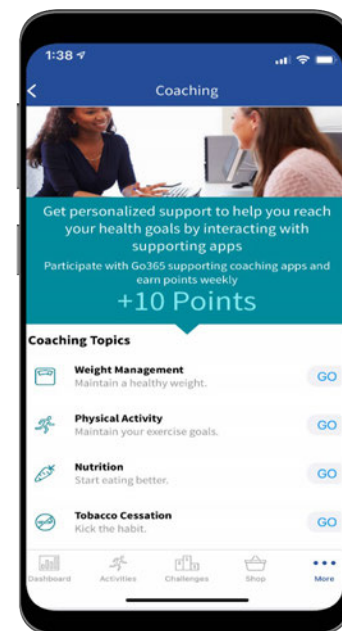 1:38
Coaching
Get personalized support to help you reach
your health goals by interacting with
supporting apps
Participate with Go365 supporting coaching apps and
earn points weekly
+10 Points
Coaching Topics
Weight Management
Maintain a healthy weight.
GO
Physical Activity
Maintain your exercise goals.
GO
Nutrition
Start eating better.
GO
Tobacco Cessation
Kick the habit.
GO
Dashboard Activities Challenges Shop More